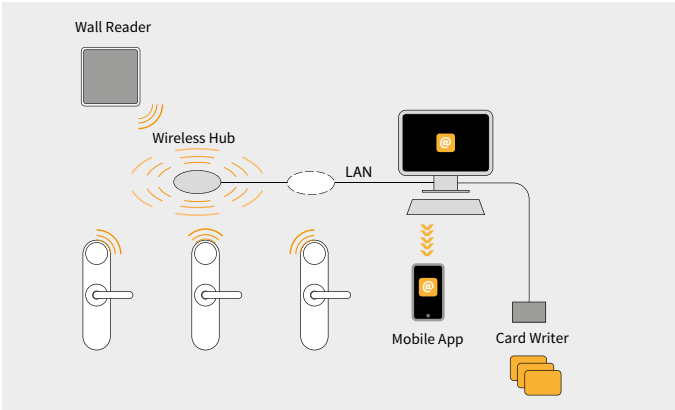 Wall Reader
Wireless Hub
LAN
@
@
Mobile App
Card Writer